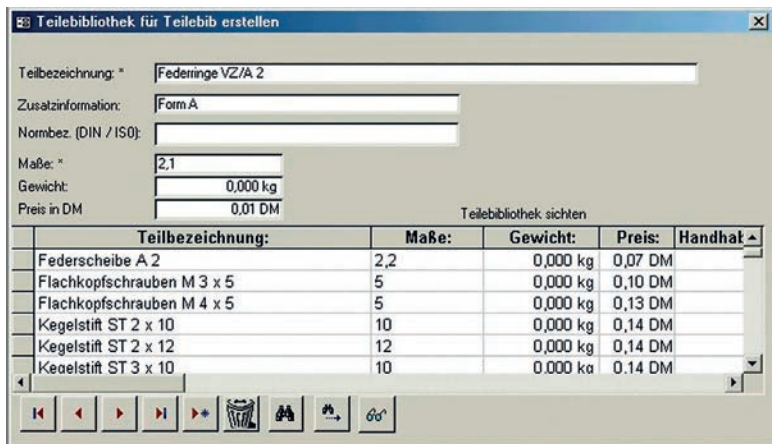 Teilebibliothek für Teilebib erstellen
Teilbezeichnung: * Federringe VZ/A 2
Zusatzinformation: Form A
Normbez. (DIN / ISO):
Maße: * 2,1
Gewicht: 0,000 kg
Preis in DM 0,01 DM
Teilebibliothek sichten
Teilbezeichnung: Maße: Gewicht: Preis: Handhab
Federscheibe A 2 2,2 0,000 kg 0,07 DM
Flachkopfschrauben M 3 x 5 5 0,000 kg 0,10 DM
Flachkopfschrauben M 4 x 5 5 0,000 kg 0,13 DM
Kegelstift ST 2 x 10 10 0,000 kg 0,14 DM
Kegelstift ST 2 x 12 12 0,000 kg 0,14 DM
Kegelstift ST 3 x 10 10 0,000 kg 0,14 DM